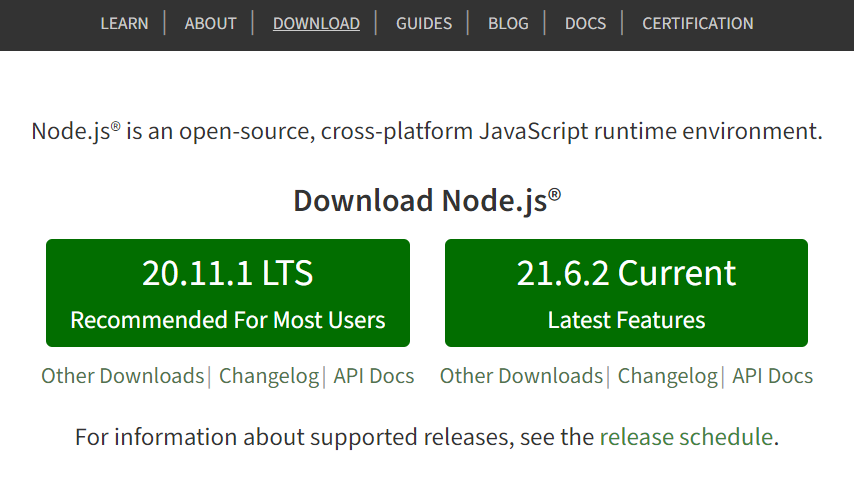 LEARN | ABOUT | DOWNLOAD | GUIDES | BLOG | DOCS | CERTIFICATION
Node.js® is an open-source, cross-platform JavaScript runtime environment.
Download Node.js®
20.11.1 LTS
Recommended For Most Users
21.6.2 Current
Latest Features
Other Downloads | Changelog | API Docs
Other Downloads | Changelog | API Docs
For information about supported releases, see the release schedule.